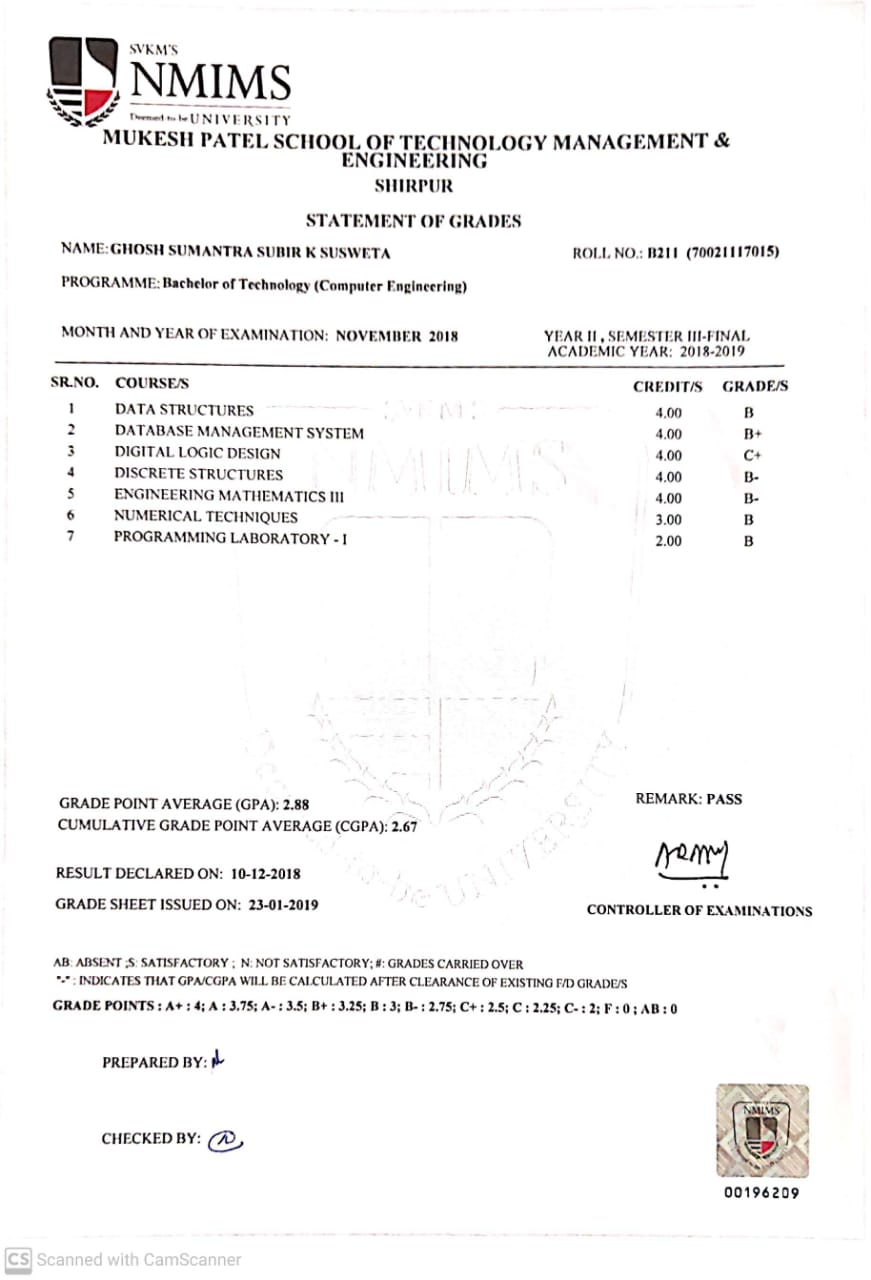 SVKM'S
NMIMS
Deemed to be UNIVERSITY
MUKESH PATEL SCHOOL OF TECHNOLOGY MANAGEMENT &
ENGINEERING
SHIRPUR
STATEMENT OF GRADES
NAME: GHOSH SUMANTRA SUBIR K SUSWETA ROLL NO.: B211 (70021117015)
PROGRAMME: Bachelor of Technology (Computer Engineering)
MONTH AND YEAR OF EXAMINATION: NOVEMBER 2018 YEAR II , SEMESTER III-FINAL
ACADEMIC YEAR: 2018-2019
SR.NO. COURSE/S CREDIT/S GRADE/S
1 DATA STRUCTURES 4.00 B
2 DATABASE MANAGEMENT SYSTEM 4.00 B+
3 DIGITAL LOGIC DESIGN 4.00 C+
4 DISCRETE STRUCTURES 4.00 B-
5 ENGINEERING MATHEMATICS III 4.00 B-
6 NUMERICAL TECHNIQUES 3.00 B
7 PROGRAMMING LABORATORY - I 2.00 B
SVKM'S
NMIMS
Deemed-to-be UNIVERSITY
GRADE POINT AVERAGE (GPA): 2.88 REMARK: PASS
CUMULATIVE GRADE POINT AVERAGE (CGPA): 2.67
RESULT DECLARED ON: 10-12-2018
GRADE SHEET ISSUED ON: 23-01-2019 CONTROLLER OF EXAMINATIONS
AB: ABSENT ;S: SATISFACTORY ; N: NOT SATISFACTORY; #: GRADES CARRIED OVER
"-" : INDICATES THAT GPA/CGPA WILL BE CALCULATED AFTER CLEARANCE OF EXISTING F/D GRADE/S
GRADE POINTS : A+ : 4; A : 3.75; A- : 3.5; B+ : 3.25; B : 3; B- : 2.75; C+ : 2.5; C : 2.25; C- : 2; F : 0 ; AB : 0
PREPARED BY:
CHECKED BY:
NMIMS
00196209
CS Scanned with CamScanner